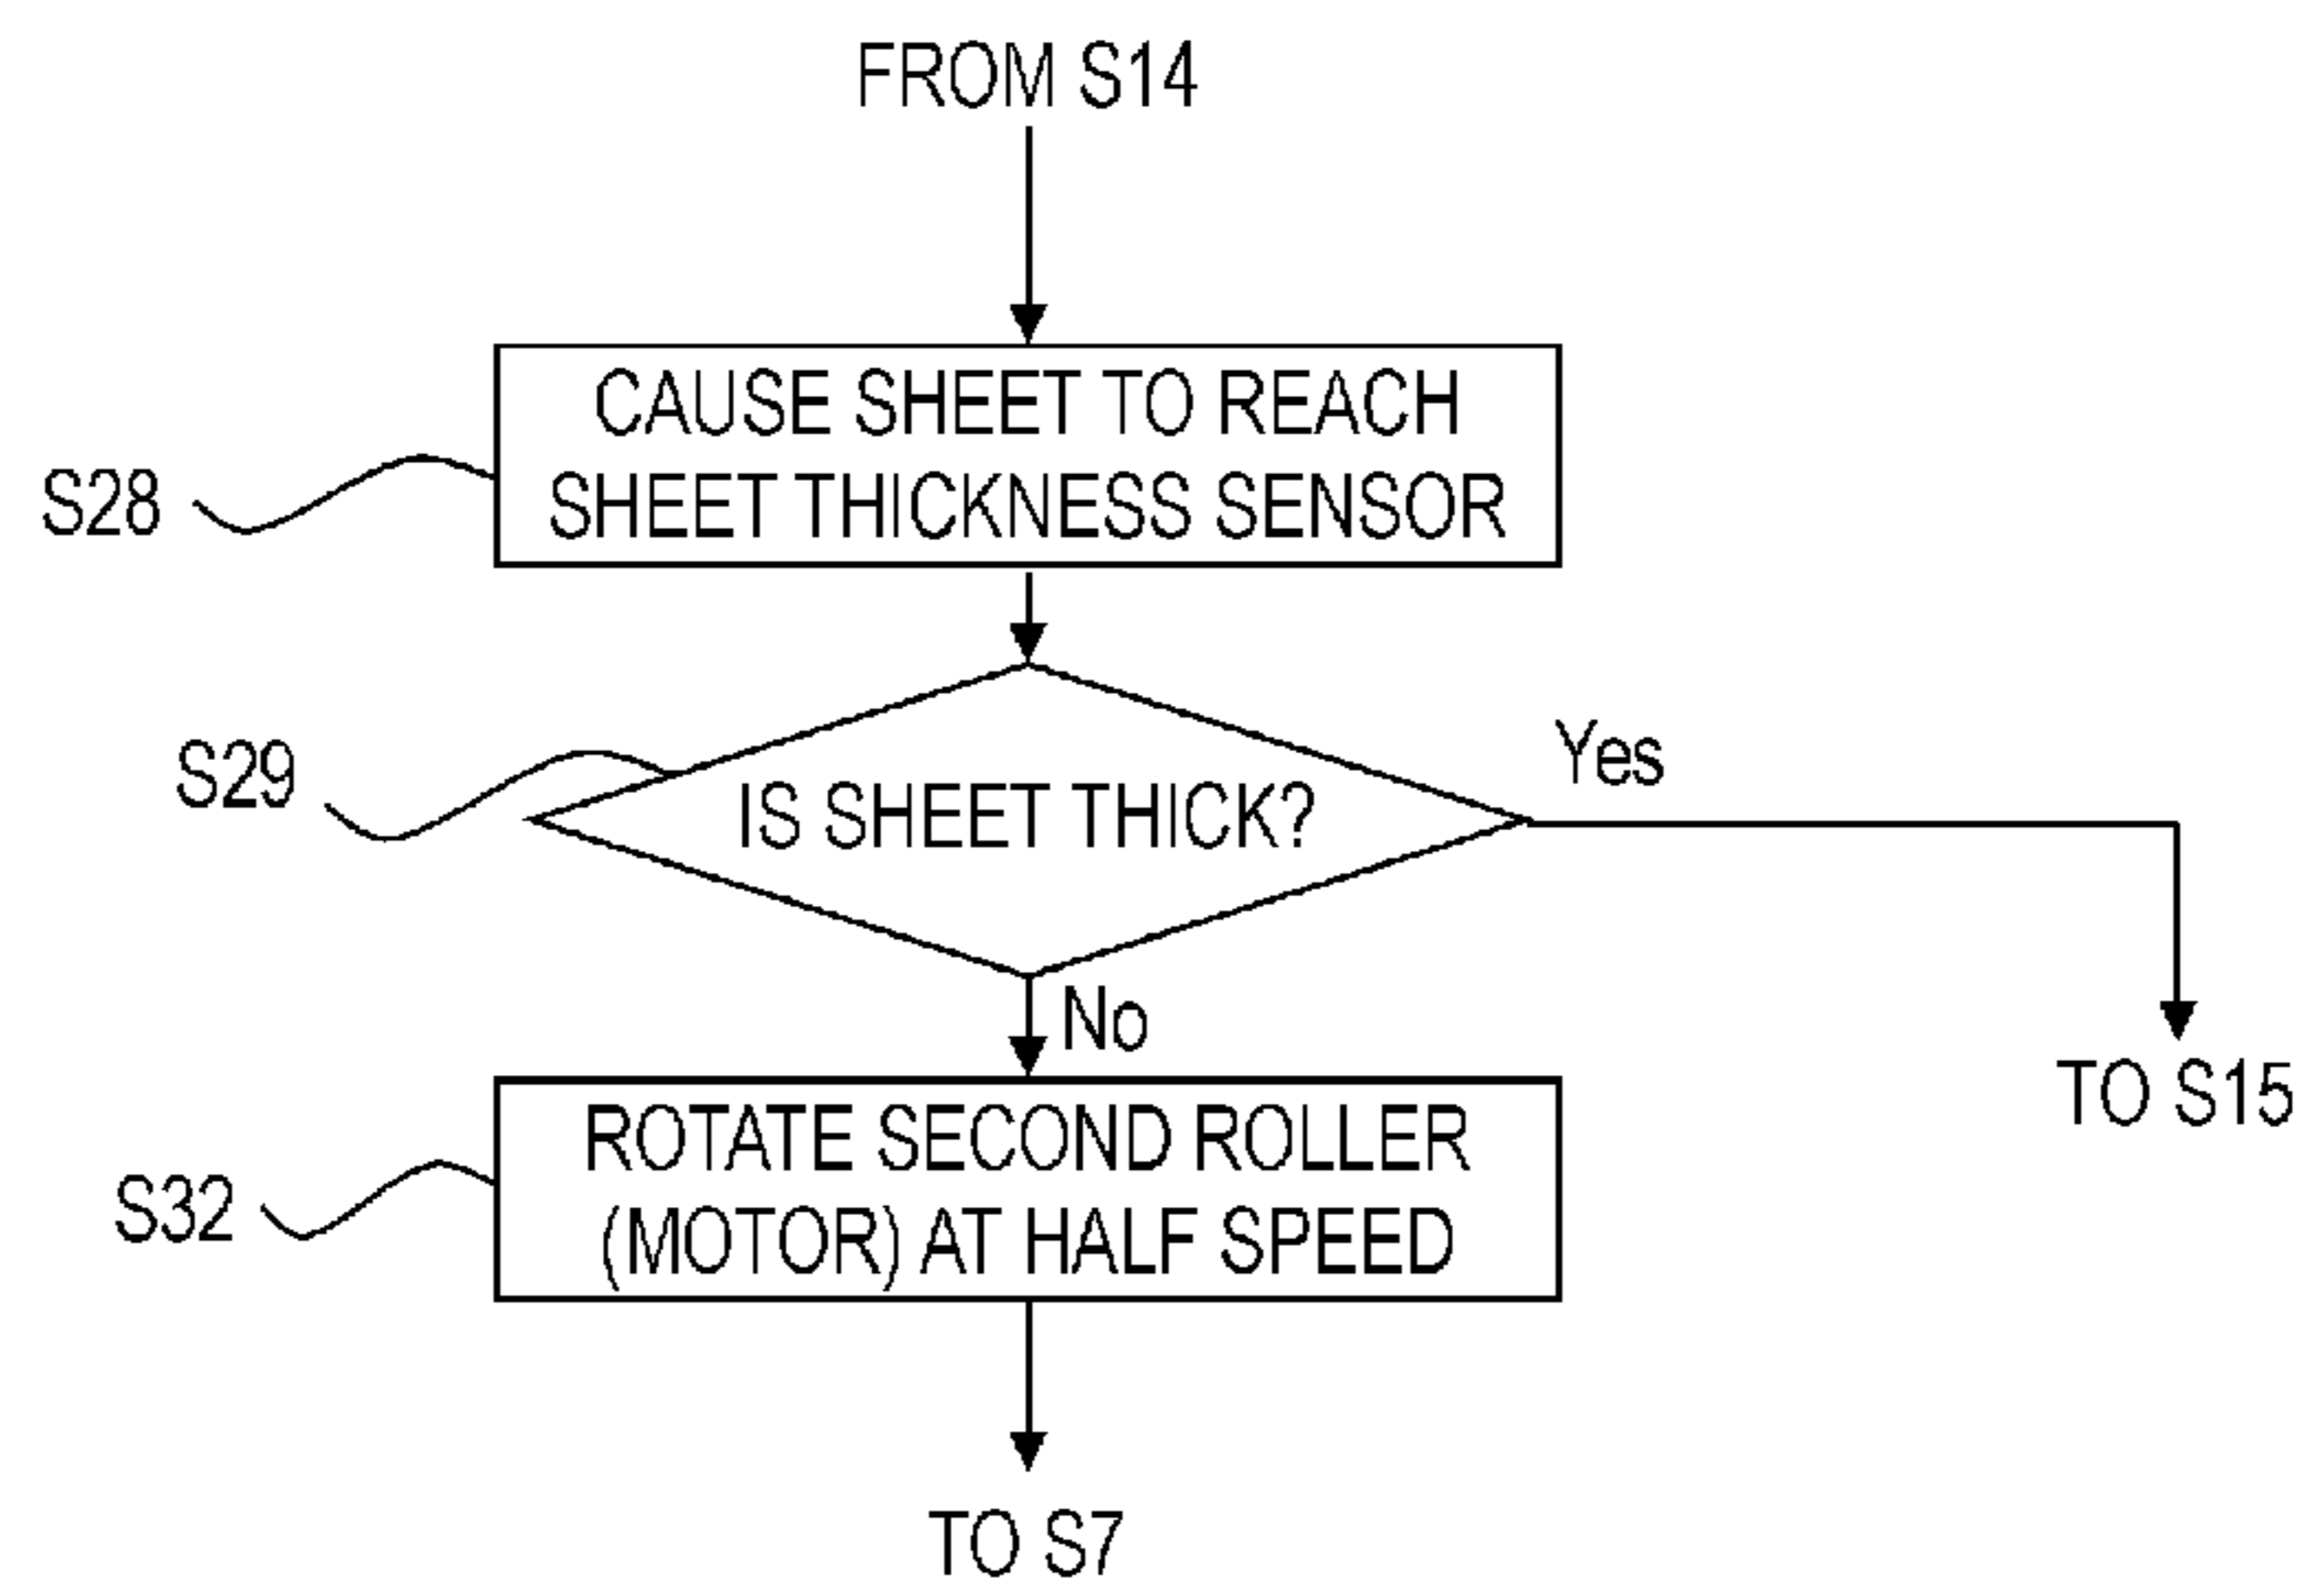 FROM S14
CAUSE SHEET TO REACH
SHEET THICKNESS SENSOR
S28
S29
IS SHEET THICK?
Yes
No
TO S15
ROTATE SECOND ROLLER
(MOTOR) AT HALF SPEED
S32
TO S7